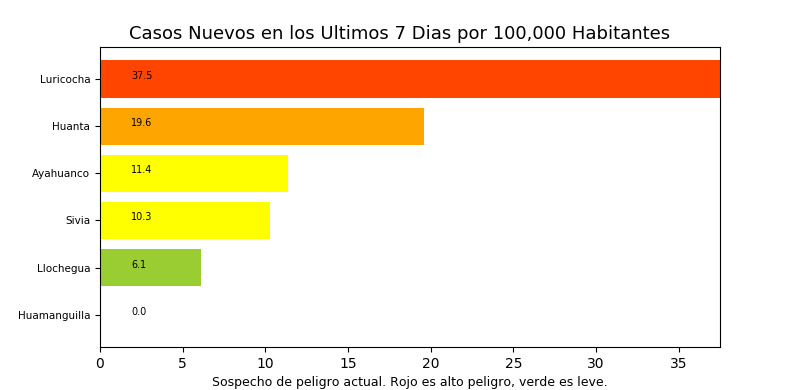 Casos Nuevos en los Ultimos 7 Dias por 100,000 Habitantes
Luricocha 37.5
Huanta 19.6
Ayahuanco 11.4
Sivia 10.3
Llochegua 6.1
Huamanguilla 0.0
0 5 10 15 20 25 30 35
Sospecho de peligro actual. Rojo es alto peligro, verde es leve.